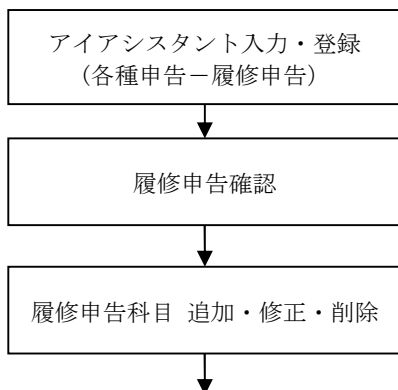 アイアシスタント入力・登録
（各種申告－履修申告）
履修申告確認
履修申告科目 追加・修正・削除